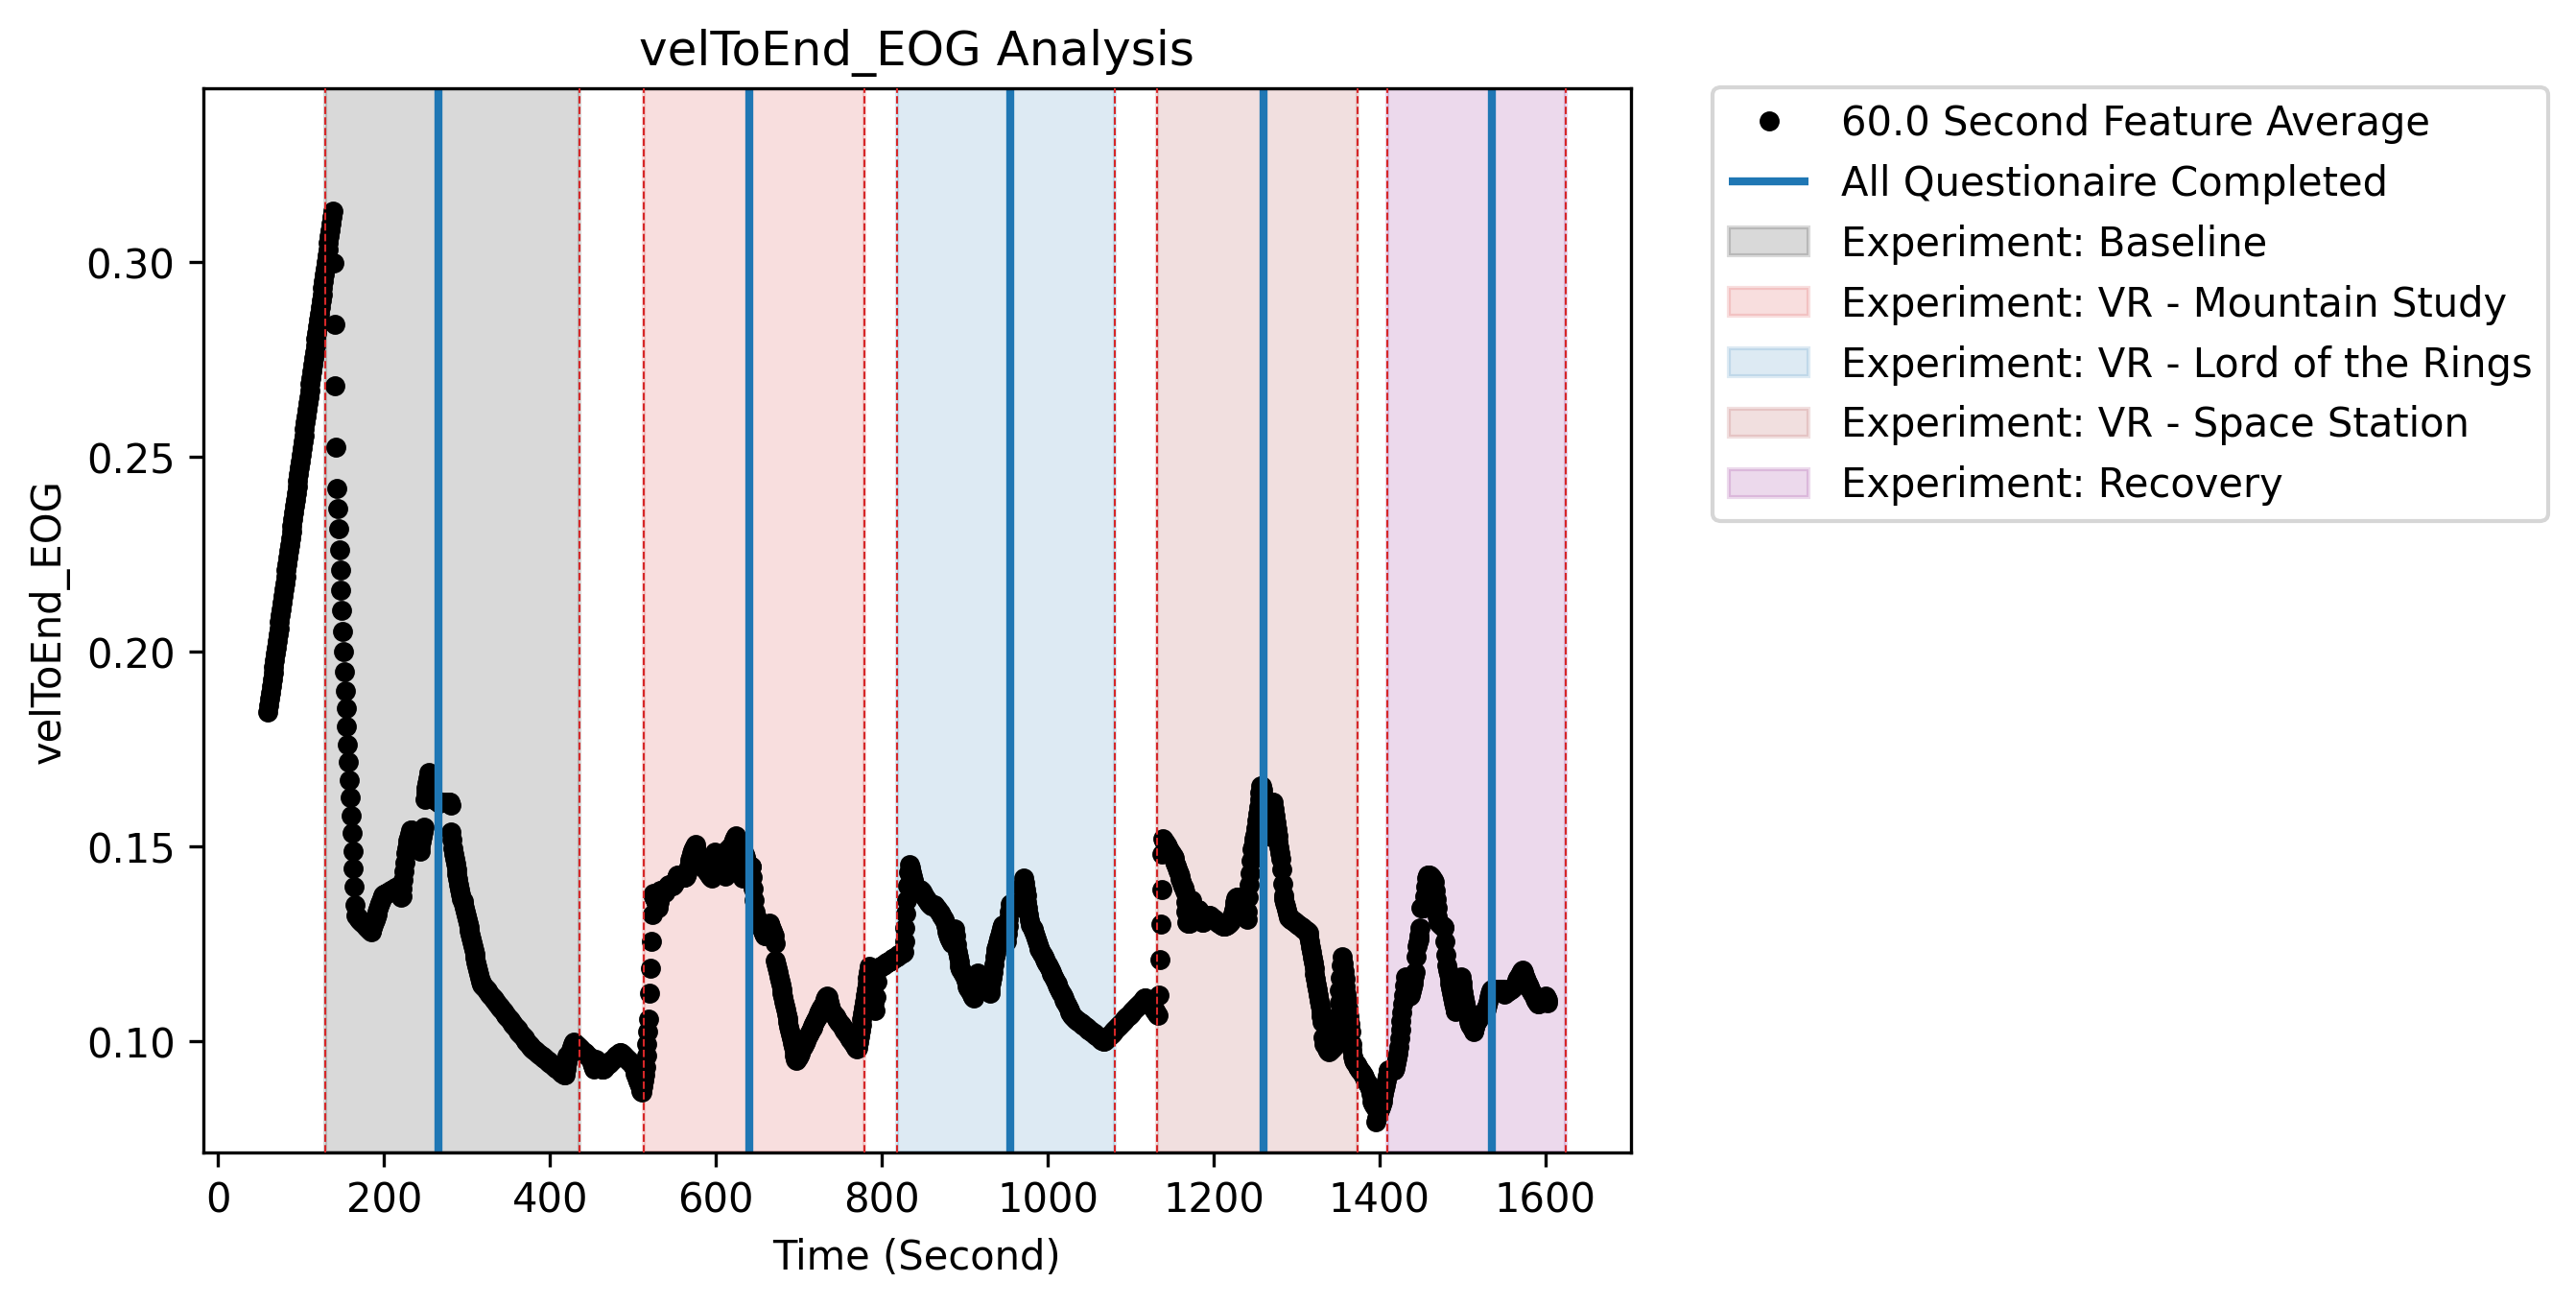 velToEnd_EOG Analysis
velToEnd_EOG
0.30
0.25
0.20
0.15
0.10
0 200 400 600 800 1000 1200 1400 1600
Time (Second)
60.0 Second Feature Average
All Questionaire Completed
Experiment: Baseline
Experiment: VR - Mountain Study
Experiment: VR - Lord of the Rings
Experiment: VR - Space Station
Experiment: Recovery